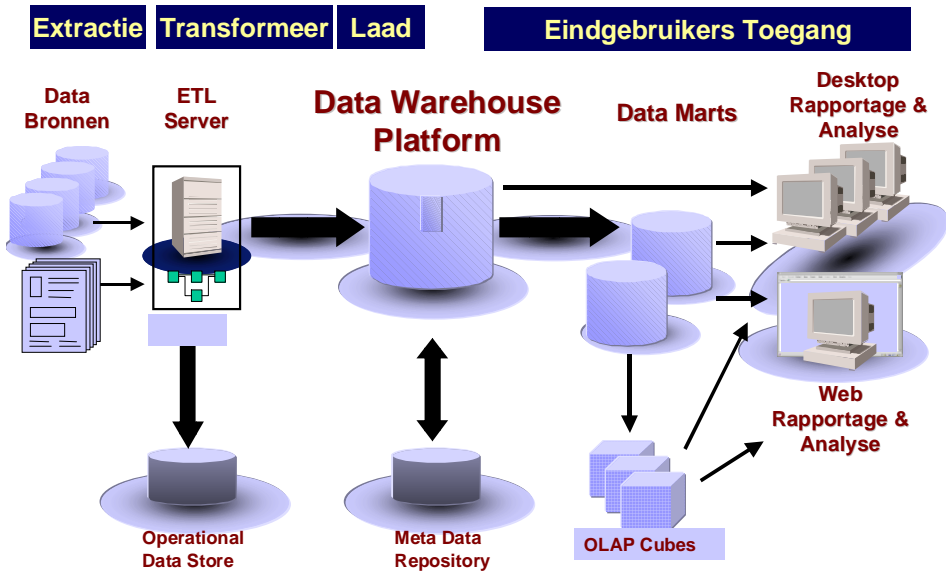 Extractie
Transformeer
Laad
Eindgebruikers Toegang
Data
Bronnen
ETL
Server
Data Warehouse
Platform
Data Marts
Desktop
Rapportage &
Analyse
Web
Rapportage &
Analyse
Operational
Data Store
Meta Data
Repository
OLAP Cubes